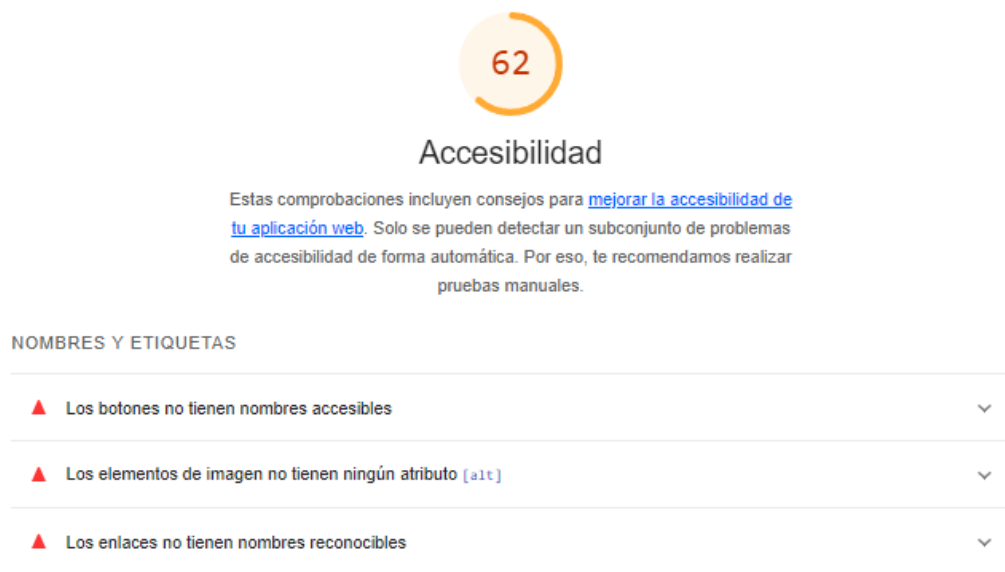 62
Accesibilidad
Estas comprobaciones incluyen consejos para mejorar la accesibilidad de
tu aplicación web. Solo se pueden detectar un subconjunto de problemas
de accesibilidad de forma automática. Por eso, te recomendamos realizar
pruebas manuales.
NOMBRES Y ETIQUETAS
Los botones no tienen nombres accesibles
Los elementos de imagen no tienen ningún atributo [alt]
Los enlaces no tienen nombres reconocibles